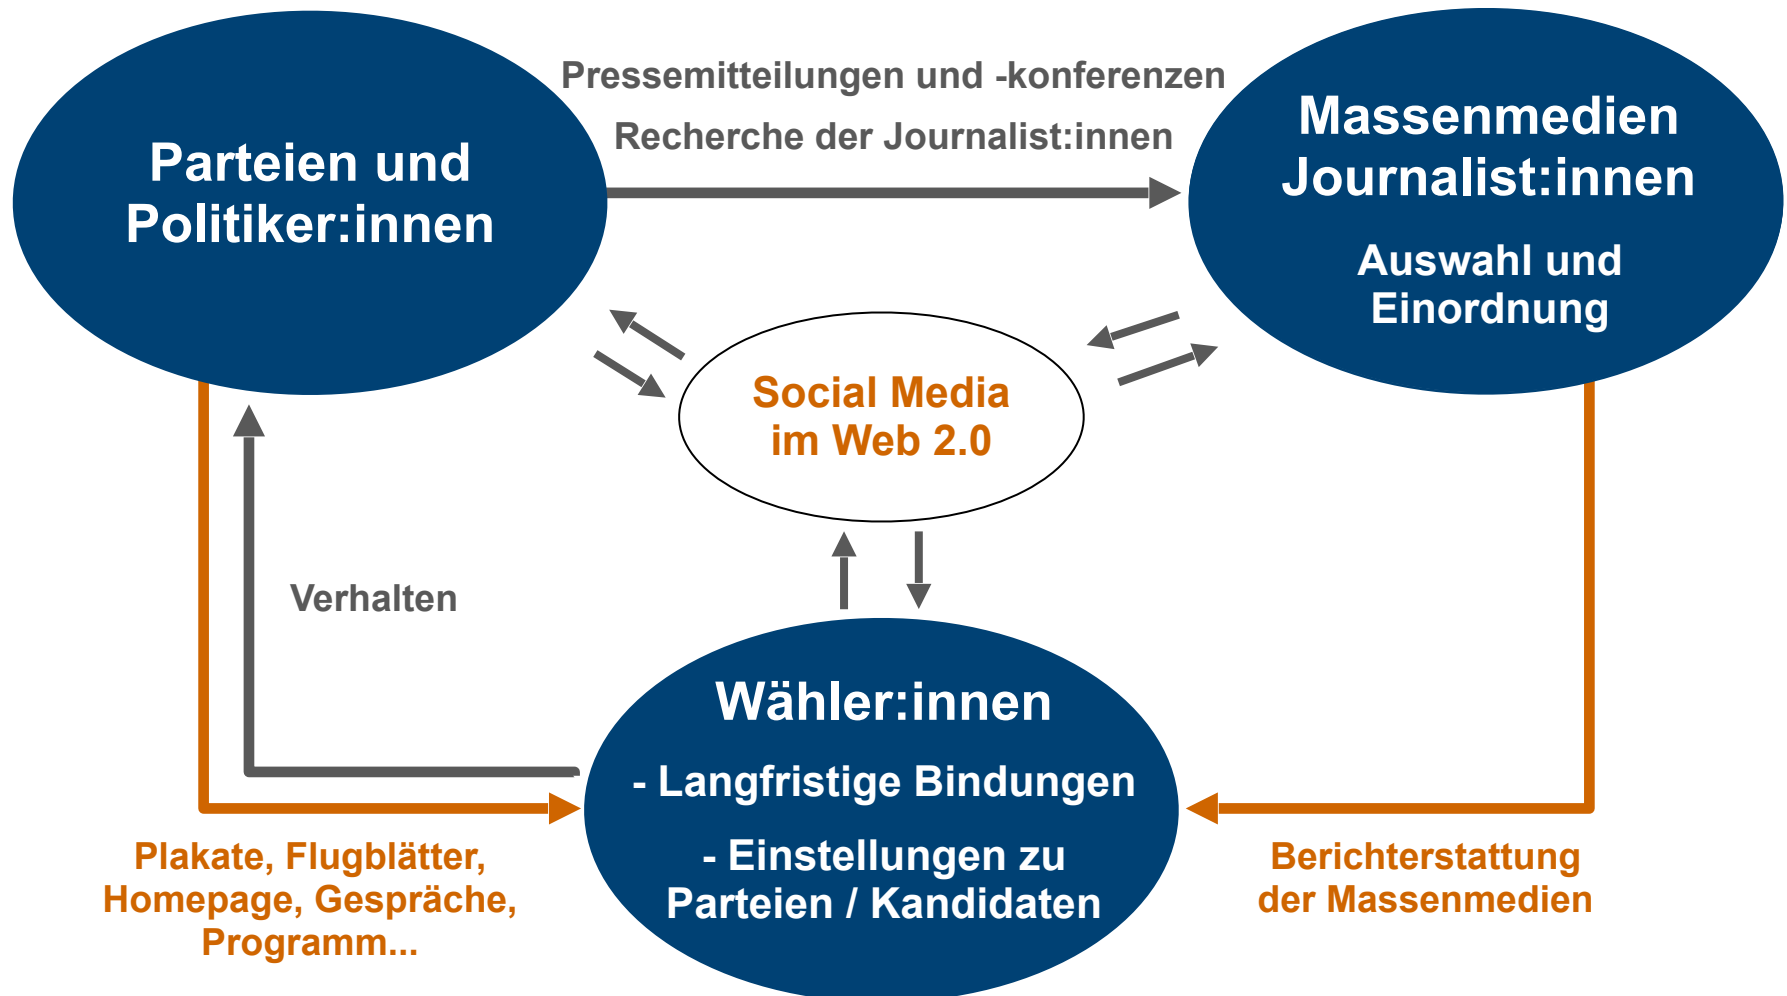 Pressemitteilungen und -konferenzen
Recherche der Journalist:innen
Parteien und
Politiker:innen
Massenmedien
Journalist:innen
Auswahl und
Einordnung
Social Media
im Web 2.0
Verhalten
Wähler:innen
- Langfristige Bindungen
- Einstellungen zu
Parteien / Kandidaten
Plakate, Flugblätter,
Homepage, Gespräche,
Programm...
Berichterstattung
der Massenmedien